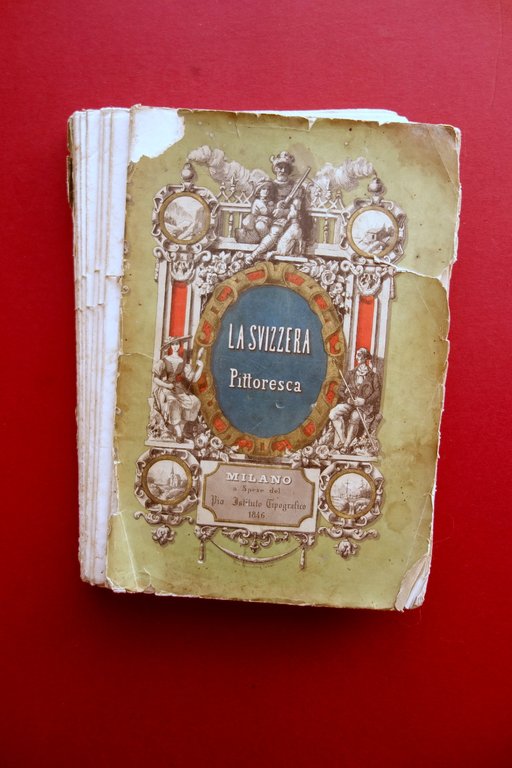 LA SVIZZERA
Pittoresca
MILANO
a Spese del
Pio Istituto Tipografico
1846